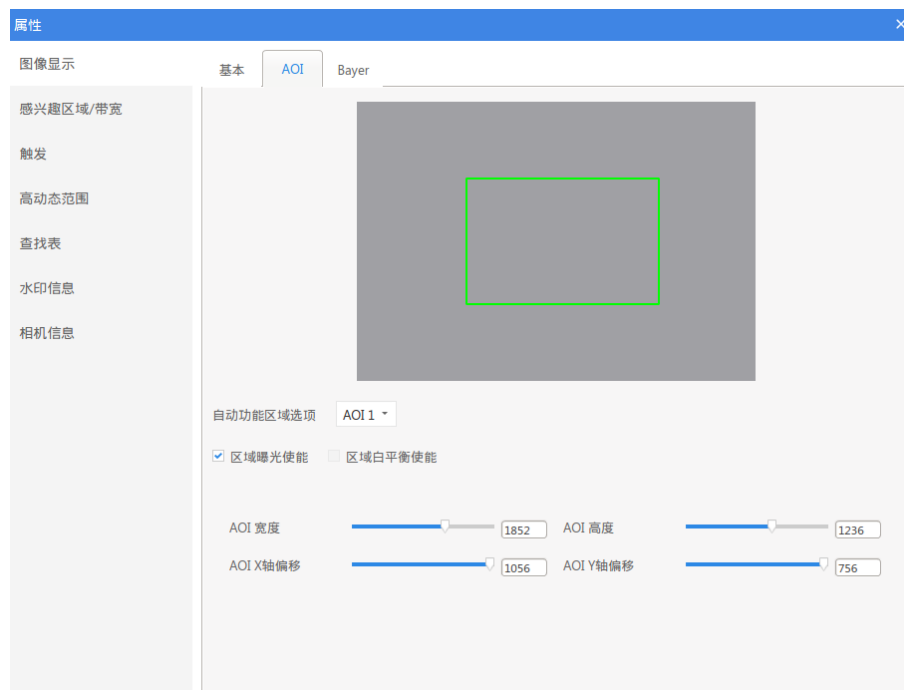 属性
×
图像显示
感兴趣区域/带宽
触发
高动态范围
查找表
水印信息
相机信息
基本 AOI Bayer
自动功能区域选项 AOI 1
区域曝光使能 区域白平衡使能
AOI 宽度 1852 AOI 高度 1236
AOI X轴偏移 1056 AOI Y轴偏移 756